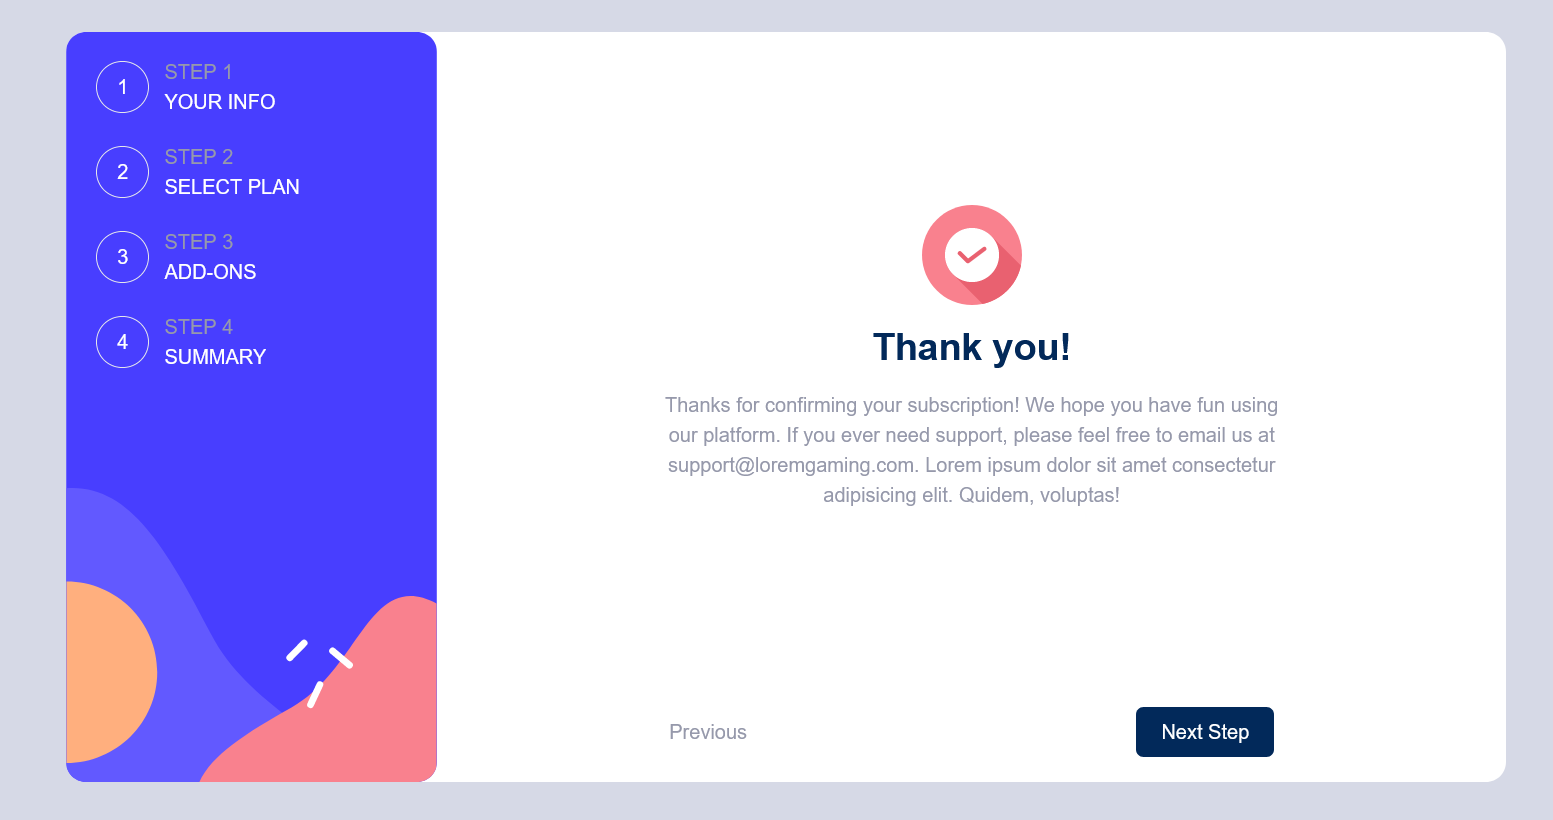 1
STEP 1
YOUR INFO
2
STEP 2
SELECT PLAN
3
STEP 3
ADD-ONS
4
STEP 4
SUMMARY
Thank you!
Thanks for confirming your subscription! We hope you have fun using
our platform. If you ever need support, please feel free to email us at
support@loremgaming.com. Lorem ipsum dolor sit amet consectetur
adipisicing elit. Quidem, voluptas!
Previous
Next Step